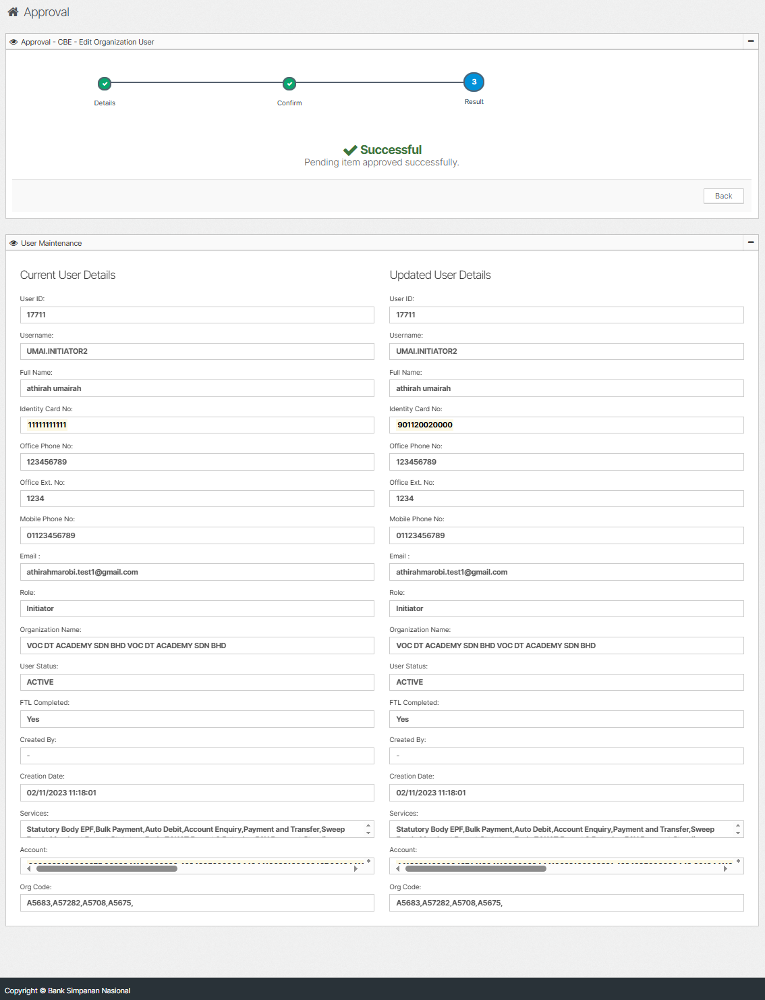 Approval
Approval - CBE - Edit Organization User
3
Details
Confirm
Result
Successful
Pending item approved successfully.
Back
User Maintenance
Current User Details
Updated User Details
User ID:
User ID:
17711
17711
Username:
Username:
UMAI.INITIATOR2
UMAI.INITIATOR2
Full Name:
Full Name:
athirah umairah
athirah umairah
Identity Card No:
Identity Card No:
11111111111
901120020000
Office Phone No:
Office Phone No:
123456789
123456789
Office Ext. No:
Office Ext. No:
1234
1234
Mobile Phone No:
Mobile Phone No:
01123456789
01123456789
Email :
Email :
athirahmarobi.test1@gmail.com
athirahmarobi.test1@gmail.com
Role:
Role:
Initiator
Initiator
Organization Name:
Organization Name:
VOC DT ACADEMY SDN BHD VOC DT ACADEMY SDN BHD
VOC DT ACADEMY SDN BHD VOC DT ACADEMY SDN BHD
User Status:
User Status:
ACTIVE
ACTIVE
FTL Completed:
FTL Completed:
Yes
Yes
Created By:
Created By:
-
-
Creation Date:
Creation Date:
02/11/2023 11:18:01
02/11/2023 11:18:01
Services:
Services:
Statutory Body EPF,Bulk Payment,Auto Debit,Account Enquiry,Payment and Transfer,Sweep
Statutory Body EPF,Bulk Payment,Auto Debit,Account Enquiry,Payment and Transfer,Sweep
Account:
Account:
Org Code:
Org Code:
A5683,A57282,A5708,A5675,
A5683,A57282,A5708,A5675,
Copyright © Bank Simpanan Nasional